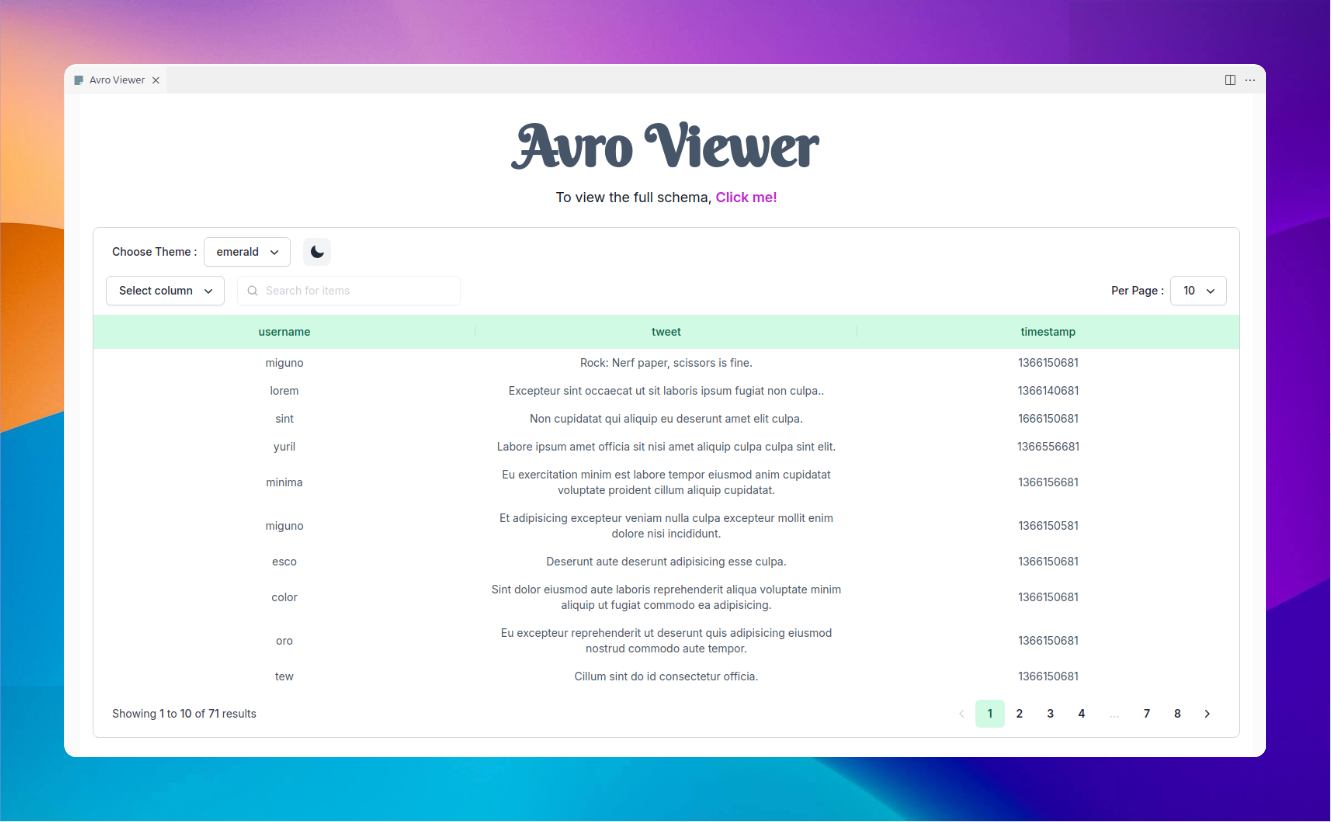 Avro Viewer
Avro Viewer
To view the full schema, Click me!
Choose Theme : emerald
Select column Search for items Per Page : 10
username tweet timestamp
miguno Rock: Nerf paper, scissors is fine. 1366150681
lorem Excepteur sint occaecat ut sit laboris ipsum fugiat non culpa.. 1366140681
sint Non cupidatat qui aliquip eu deserunt amet elit culpa. 1666150681
yuril Labore ipsum amet officia sit nisi amet aliquip culpa culpa sint elit. 1366556681
Eu exercitation minim est labore tempor eiusmod anim cupidatat
minima 1366156681
voluptate proident cillum aliquip cupidatat.
Et adipisicing excepteur veniam nulla culpa excepteur mollit enim
miguno 1366150581
dolore nisi incididunt.
esco Deserunt aute deserunt adipisicing esse culpa. 1366150681
Sint dolor eiusmod aute laboris reprehenderit aliqua voluptate minim
color 1366150681
aliquip ut fugiat commodo ea adipisicing.
Eu excepteur reprehenderit ut deserunt quis adipisicing eiusmod
oro 1366150681
nostrud commodo aute tempor.
tew Cillum sint do id consectetur officia. 1366150681
Showing 1 to 10 of 71 results 1 2 3 4 ... 7 8